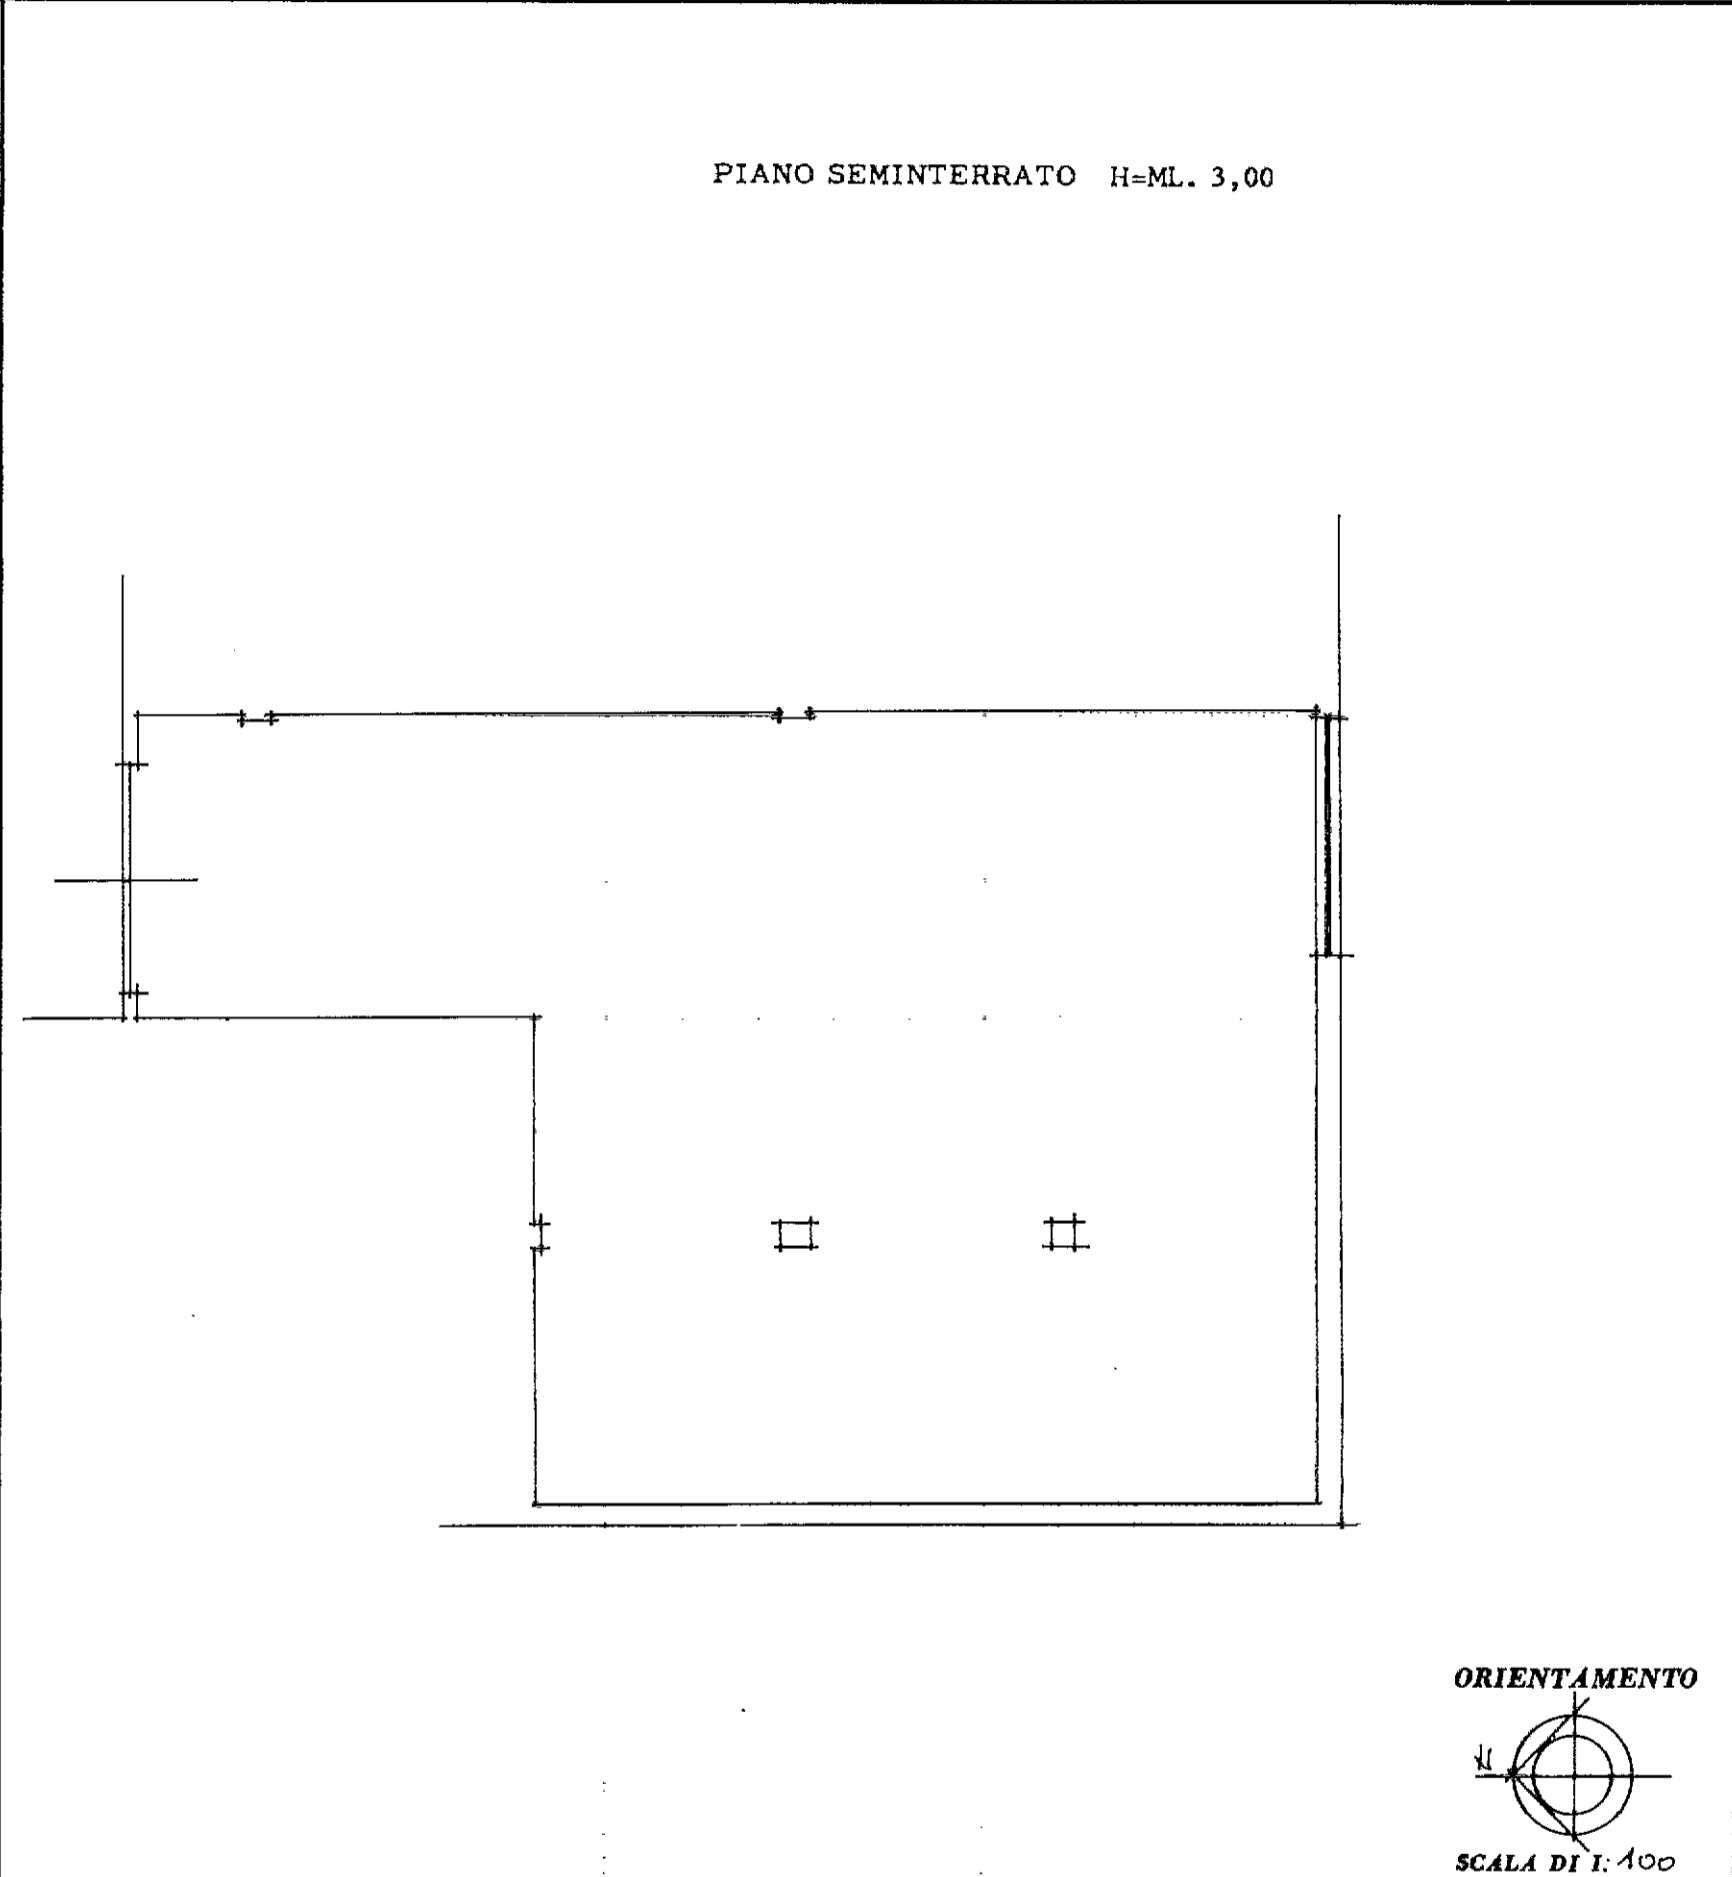 PIANO SEMINTERRATO H=ML. 3,00
ORIENTAMENTO
N
SCALA DI 1: 100